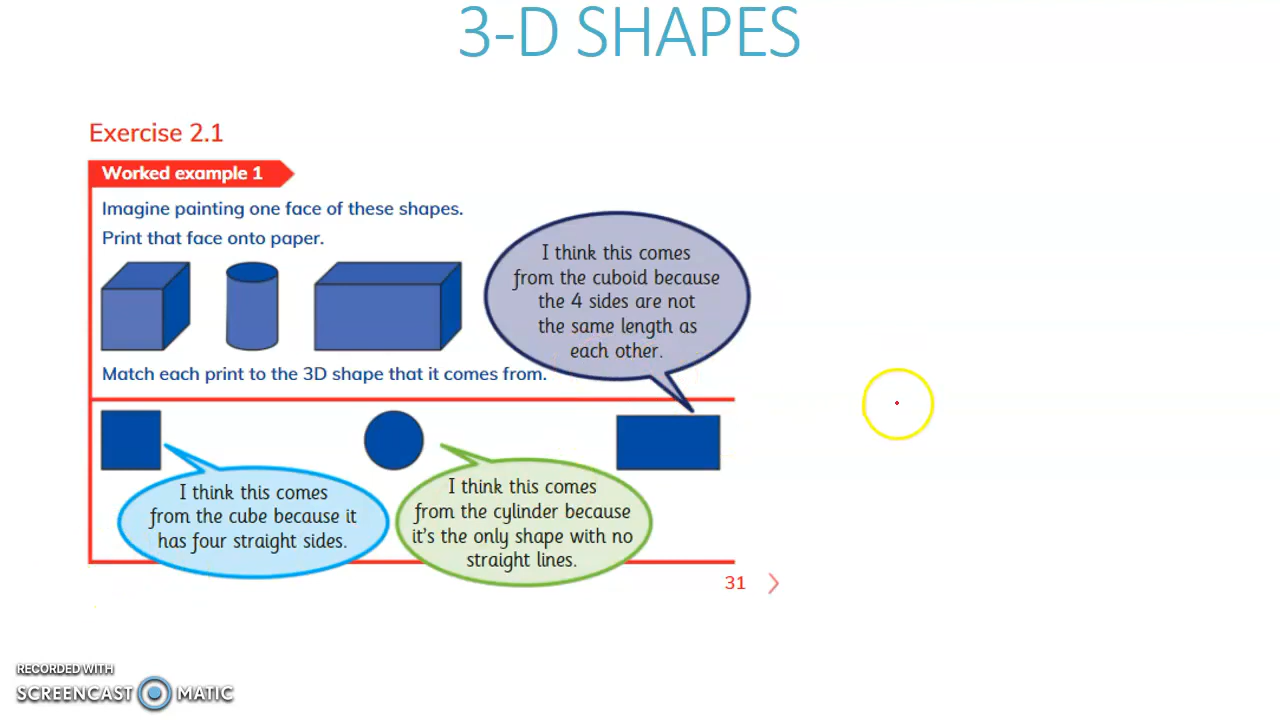 3-D SHAPES
Exercise 2.1
Worked example 1
Imagine painting one face of these shapes.
Print that face onto paper.
I think this comes
from the cuboid because
the 4 sides are not
the same length as
each other.
Match each print to the 3D shape that it comes from.
I think this comes
from the cube because it
has four straight sides.
I think this comes
from the cylinder because
it's the only shape with no
straight lines.
31
RECORDED WITH
SCREENCAST MATIC